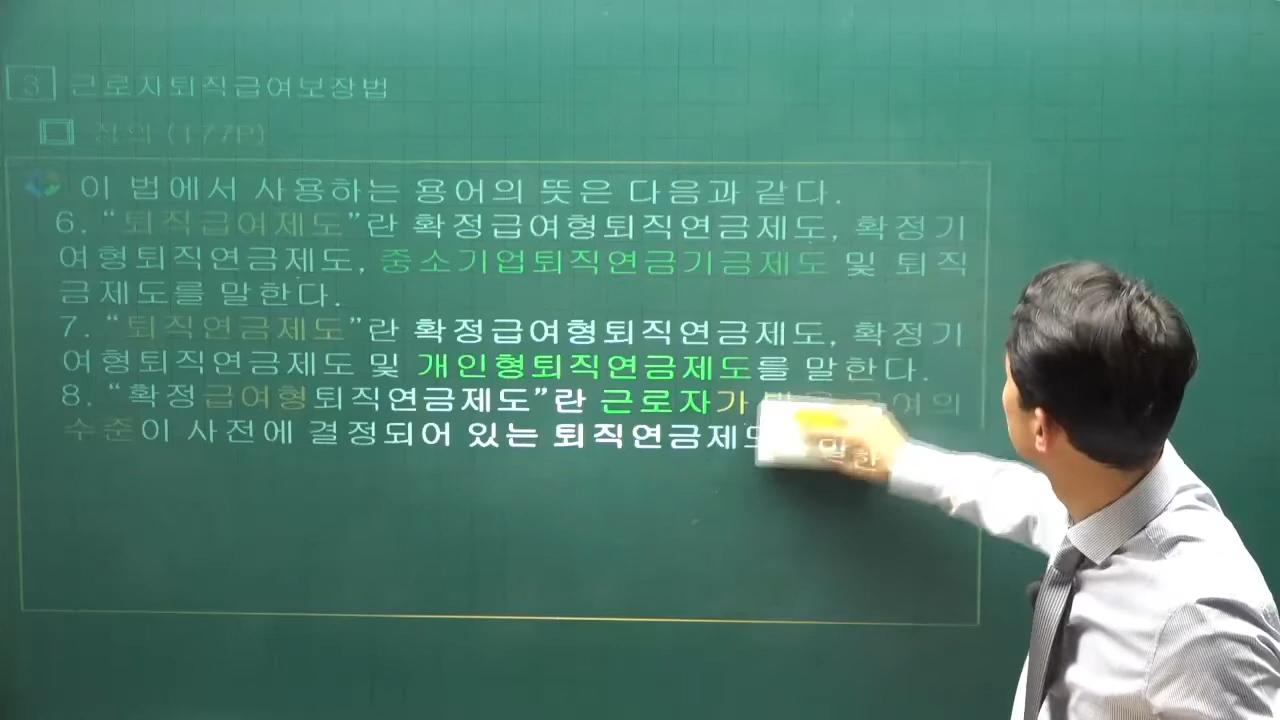 3 근로자퇴직급여보장법
정의 (177P)
이 법에서 사용하는 용어의 뜻은 다음과 같다.
6. “퇴직급여제도”란 확정급여형퇴직연금제도, 확정기
여형퇴직연금제도, 중소기업퇴직연금기금제도 및 퇴직
금제도를 말한다.
7. “퇴직연금제도”란 확정급여형퇴직연금제도, 확정기
여형퇴직연금제도 및 개인형퇴직연금제도를 말한다.
8. “확정급여형퇴직연금제도”란 근로자가 급여의
수준이 사전에 결정되어 있는 퇴직연금제도 말한